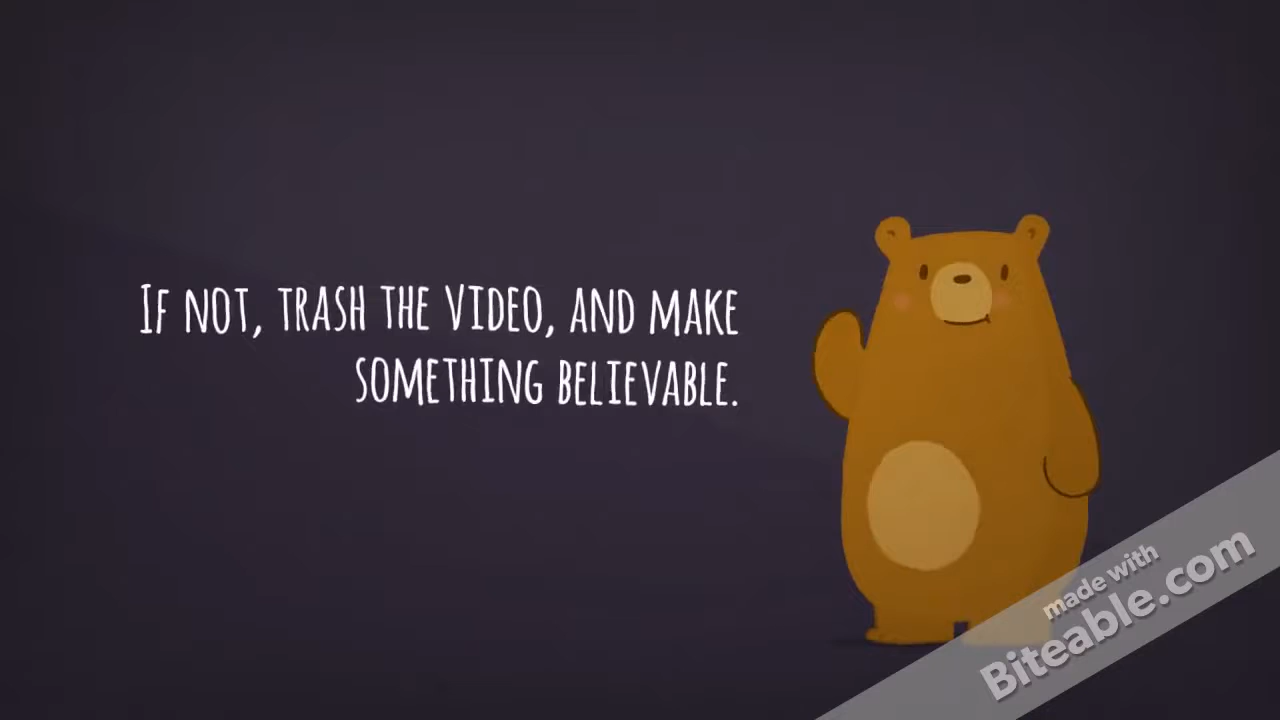 If not, trash the video, and make
something believable.
made with
Biteable.com